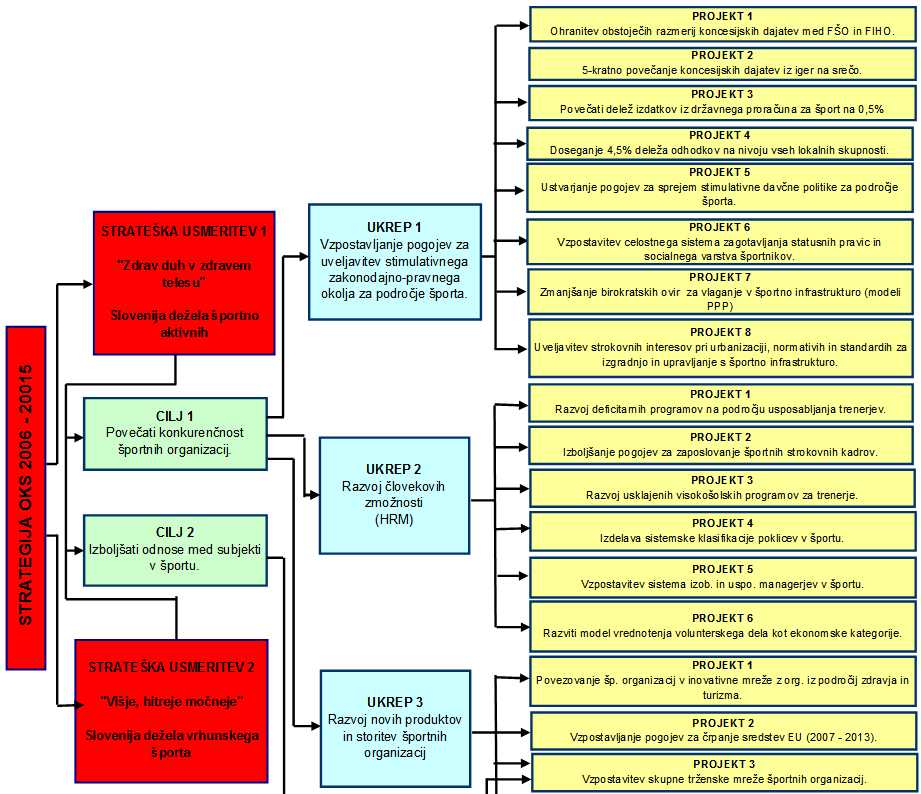 STRATEGIJA OKS 2006 - 20015
STRATEŠKA USMERITEV 1
"Zdrav duh v zdravem
telesu"
Slovenija dežela športno
aktivnih
CILJ 1
Povečati konkurenčnost
športnih organizacij.
CILJ 2
Izboljšati odnose med subjekti
v športu.
STRATEŠKA USMERITEV 2
"Višje, hitreje močneje"
Slovenija dežela vrhunskega
športa
UKREP 1
Vzpostavljanje pogojev za
uveljavitev stimulativnega
zakonodajno-pravnega
okolja za področje športa.
PROJEKT 1
Ohranitev obstoječih razmerij koncesijskih dajatev med FŠO in FIHO.
PROJEKT 2
5-kratno povečanje koncesijskih dajatev iz iger na srečo.
PROJEKT 3
Povečati delež izdatkov iz državnega proračuna za šport na 0,5%
PROJEKT 4
Doseganje 4,5% deleža odhodkov na nivoju vseh lokalnih skupnosti.
PROJEKT 5
Ustvarjanje pogojev za sprejem stimulativne davčne politike za področje
športa.
PROJEKT 6
Vzpostavitev celostnega sistema zagotavljanja statusnih pravic in
socialnega varstva športnikov.
PROJEKT 7
Zmanjšanje birokratskih ovir za vlaganje v športno infrastrukturo (modeli
PPP)
PROJEKT 8
Uveljavitev strokovnih interesov pri urbanizaciji, normativih in standardih za
izgradnjo in upravljanje s športno infrastrukturo.
UKREP 2
Razvoj človekovih
zmožnosti
(HRM)
PROJEKT 1
Razvoj deficitarnih programov na področju usposabljanja trenerjev.
PROJEKT 2
Izboljšanje pogojev za zaposlovanje športnih strokovnih kadrov.
PROJEKT 3
Razvoj usklajenih visokošolskih programov za trenerje.
PROJEKT 4
Izdelava sistemske klasifikacije poklicev v športu.
PROJEKT 5
Vzpostavitev sistema izob. in uspo. managerjev v športu.
PROJEKT 6
Razviti model vrednotenja volunterskega dela kot ekonomske kategorije.
UKREP 3
Razvoj novih produktov
in storitev športnih
organizacij
PROJEKT 1
Povezovanje šp. organizacij v inovativne mreže z org. iz področij zdravja in
turizma.
PROJEKT 2
Vzpostavljanje pogojev za črpanje sredstev EU (2007 - 2013).
PROJEKT 3
Vzpostavitev skupne trženske mreže športnih organizacij.